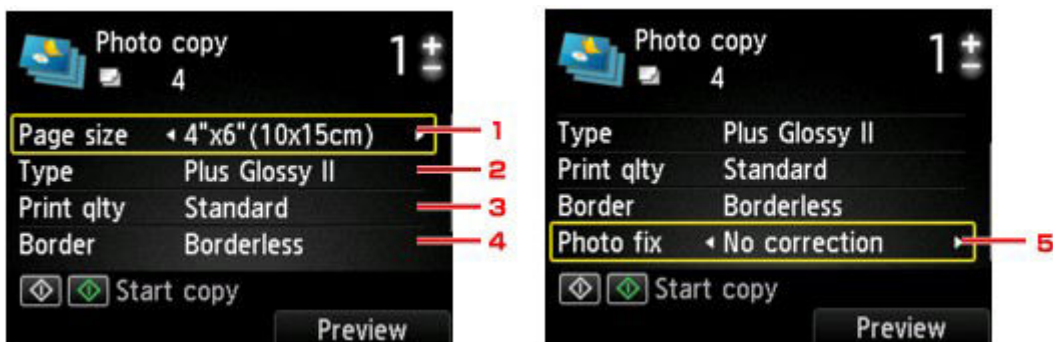 Photo copy
4
1 + -
Page size 4"x6"(10x15cm) 1
Type Plus Glossy II 2
Print qlty Standard 3
Border Borderless 4
Start copy
Preview
Photo copy
4
1 + -
Type Plus Glossy II
Print qlty Standard
Border Borderless
Photo fix No correction 5
Start copy
Preview